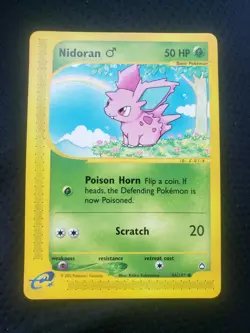 Nidoran ♂ 50 HP
Basic Pokémon
Poison Horn Flip a coin. If
heads, the Defending Pokémon is
now Poisoned.
Scratch 20
weakness resistance retreat cost
e